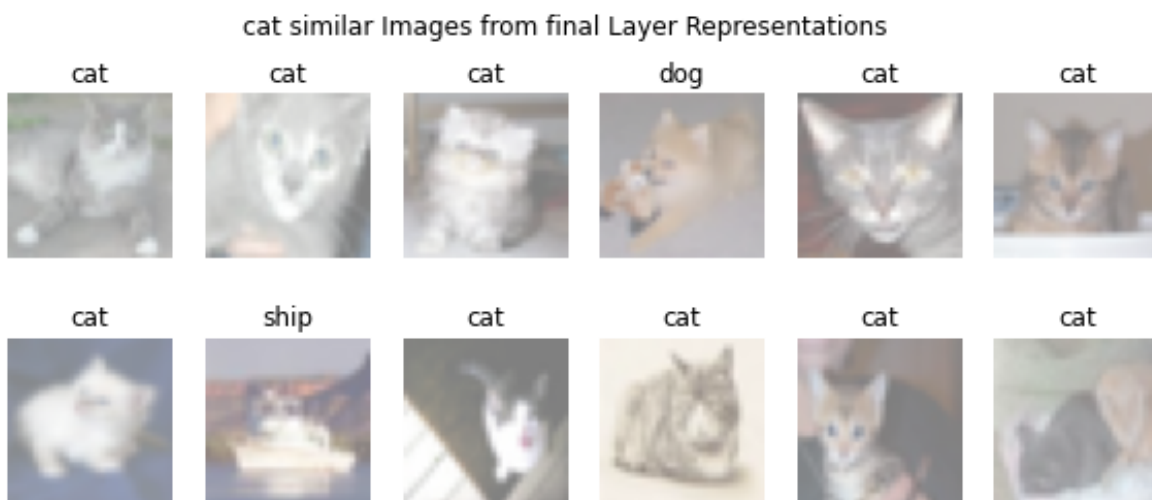 cat similar Images from final Layer Representations
cat cat cat dog cat cat
cat ship cat cat cat cat